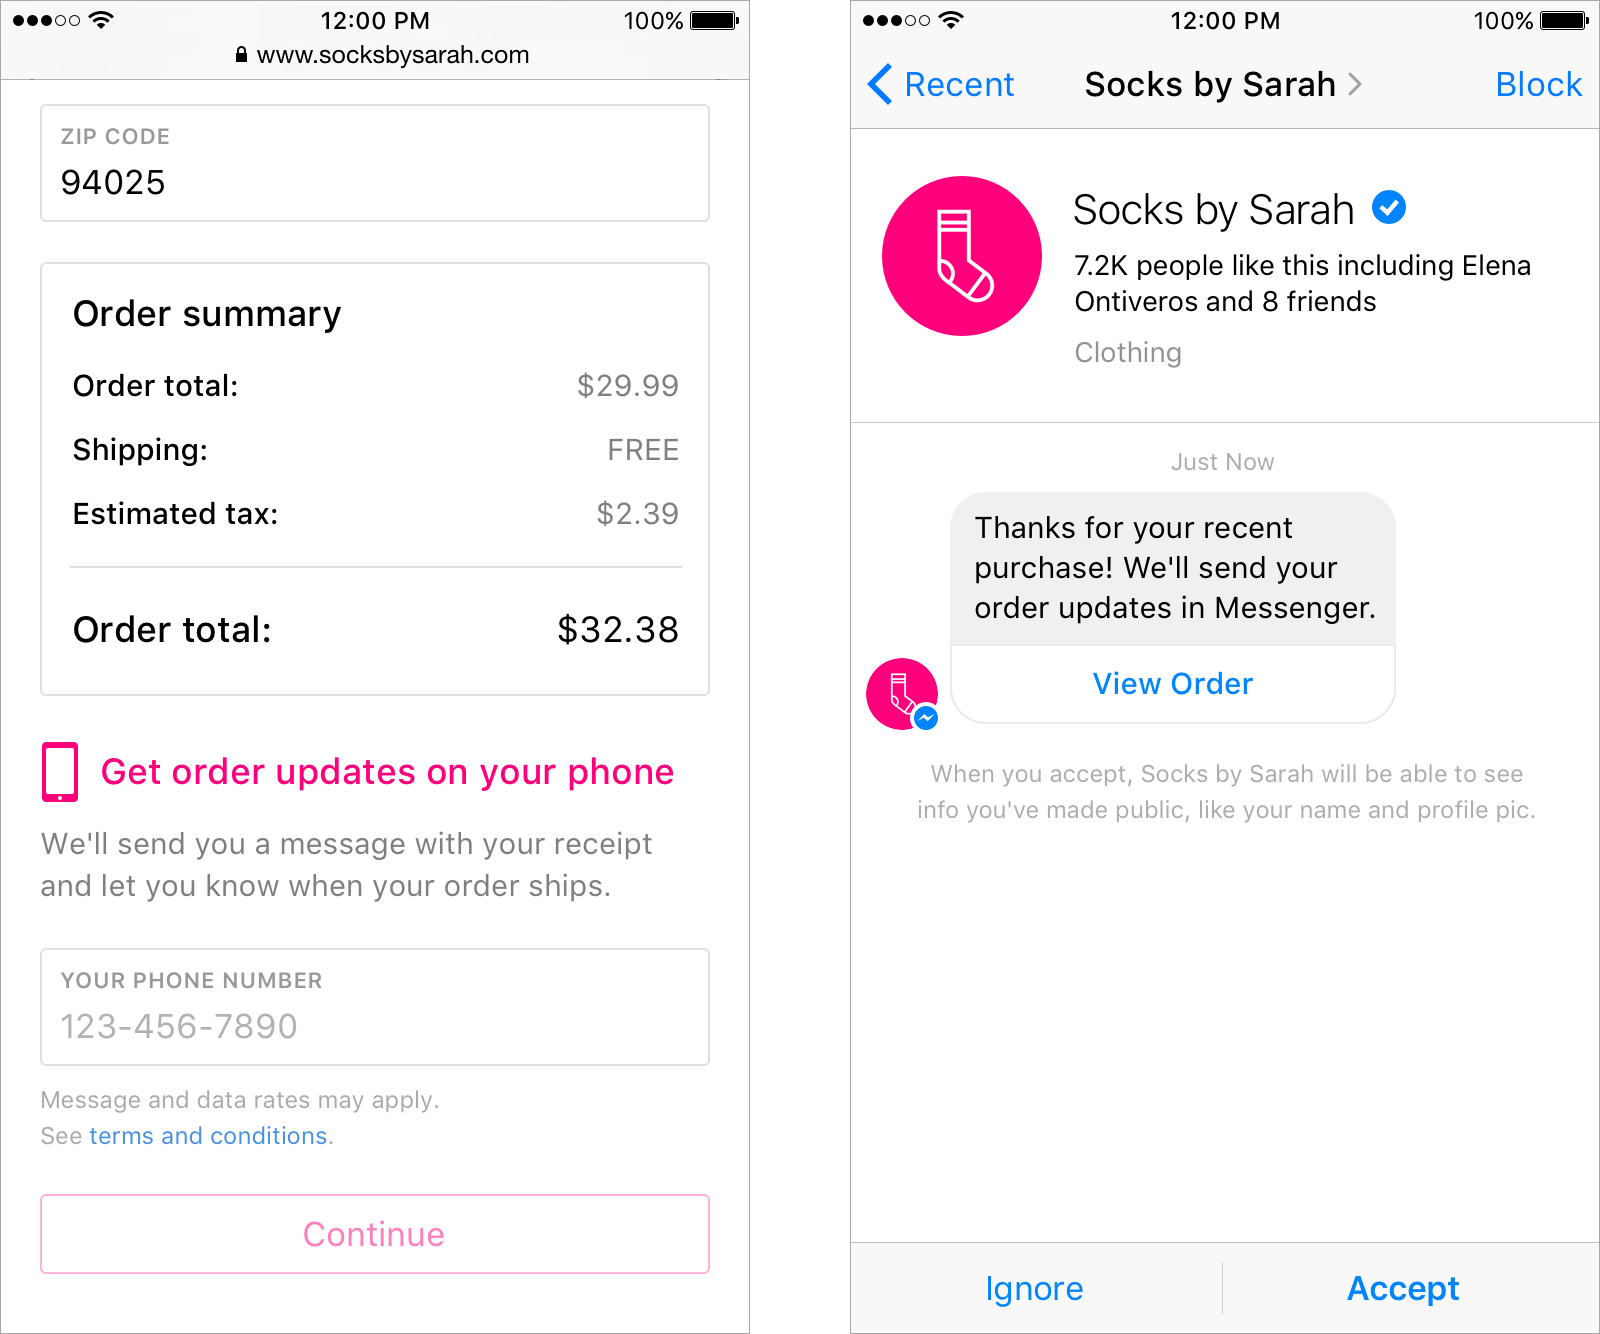 12:00 PM
100%
www.socksbysarah.com
ZIP CODE
94025
Order summary
Order total: $29.99
Shipping: FREE
Estimated tax: $2.39
Order total: $32.38
Get order updates on your phone
We'll send you a message with your receipt
and let you know when your order ships.
YOUR PHONE NUMBER
123-456-7890
Message and data rates may apply.
See terms and conditions.
Continue
12:00 PM
100%
Recent
Socks by Sarah
Block
Socks by Sarah
7.2K people like this including Elena
Ontiveros and 8 friends
Clothing
Just Now
Thanks for your recent
purchase! We'll send your
order updates in Messenger.
View Order
When you accept, Socks by Sarah will be able to see
info you've made public, like your name and profile pic.
Ignore
Accept